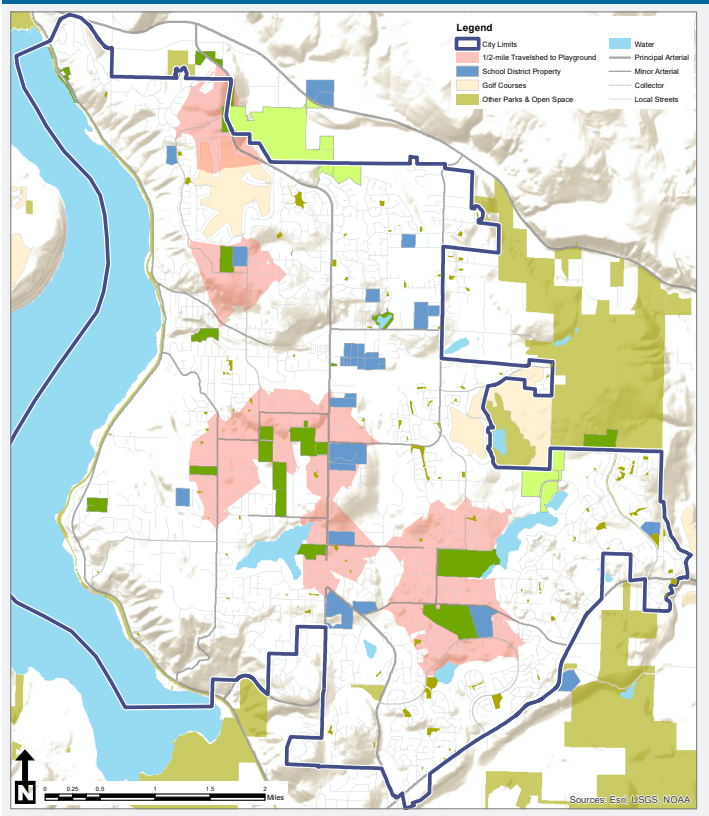 Legend
City Limits
1/2-mile Travelshed to Playground
School District Property
Golf Courses
Other Parks & Open Space
Water
Principal Arterial
Minor Arterial
Collector
Local Streets
N
0 0.25 0.5 1 1.5 2
Miles
Sources: Esri, USGS, NOAA